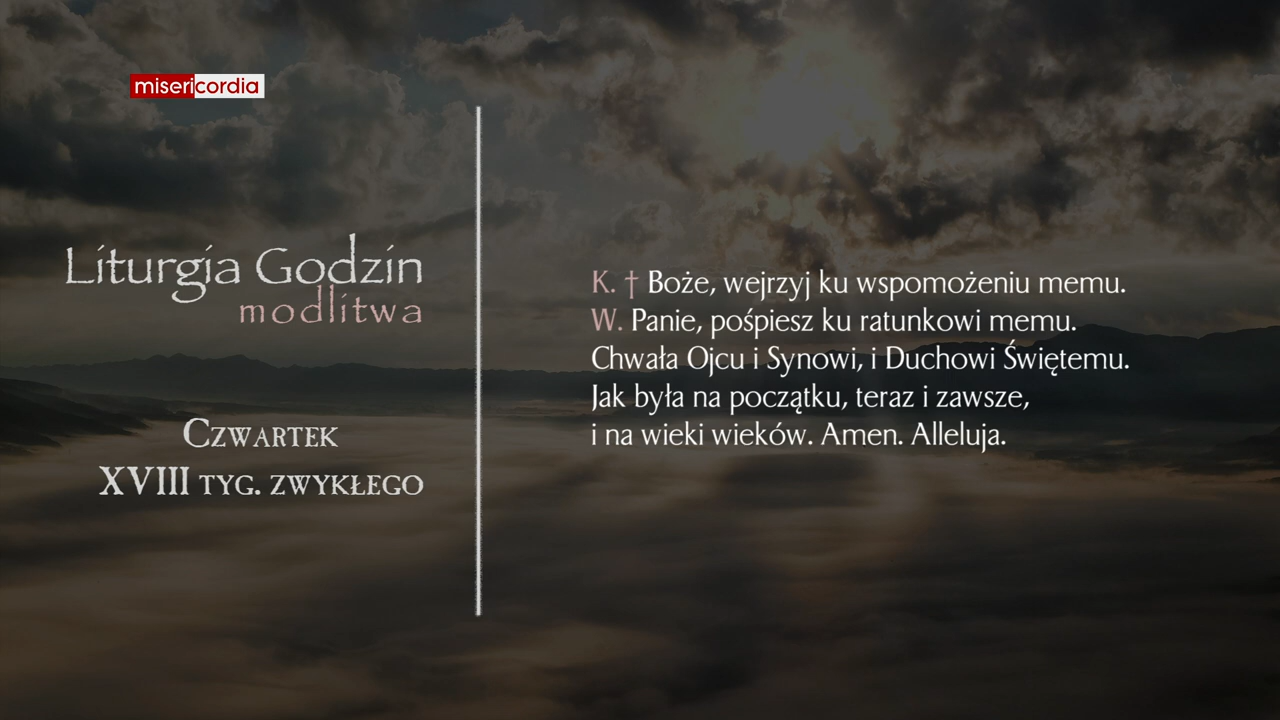 misericordia
Liturgia Godzin
modlitwa
Czwartek
XVIII tyg. zwykłego
K. † Boże, wejrzyj ku wspomożeniu memu.
W. Panie, pośpiesz ku ratunkowi memu.
Chwała Ojcu i Synowi, i Duchowi Świętemu.
Jak była na początku, teraz i zawsze,
i na wieki wieków. Amen. Alleluja.